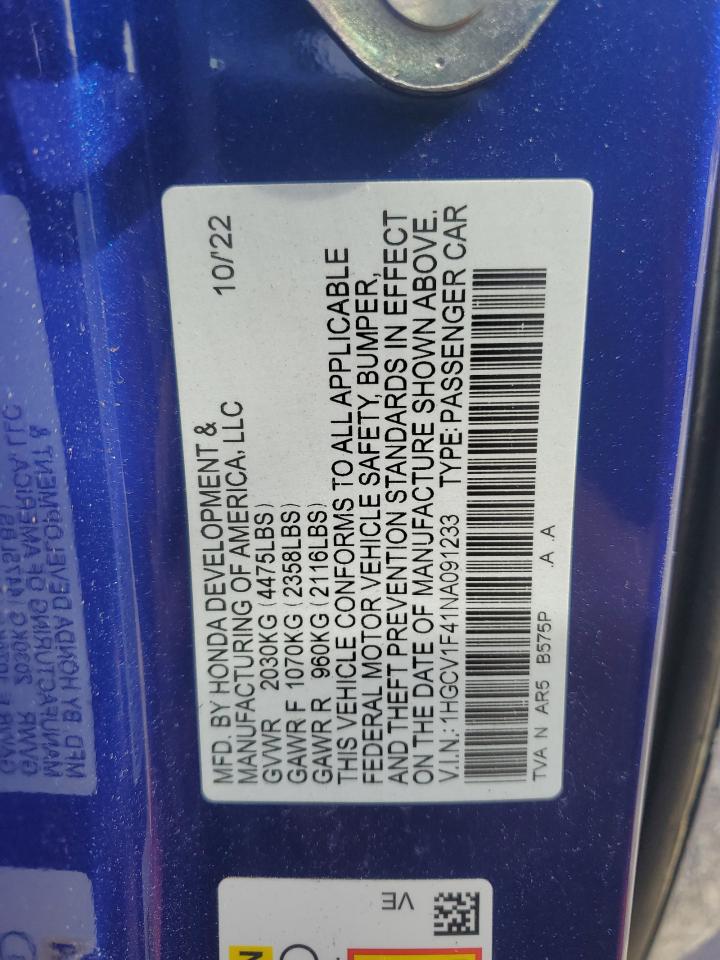 MFD. BY HONDA DEVELOPMENT & 10/'22
MANUFACTURING OF AMERICA, LLC
GVWR 2030KG (4475LBS)
GAWR F 1070KG (2358LBS)
GAWR R 960KG (2116LBS)
THIS VEHICLE CONFORMS TO ALL APPLICABLE
FEDERAL MOTOR VEHICLE SAFETY, BUMPER,
AND THEFT PREVENTION STANDARDS IN EFFECT
ON THE DATE OF MANUFACTURE SHOWN ABOVE.
V.I.N.: 1HGCV1F41NA091233 TYPE: PASSENGER CAR
TVA N AR5 B575P .A .A
VE